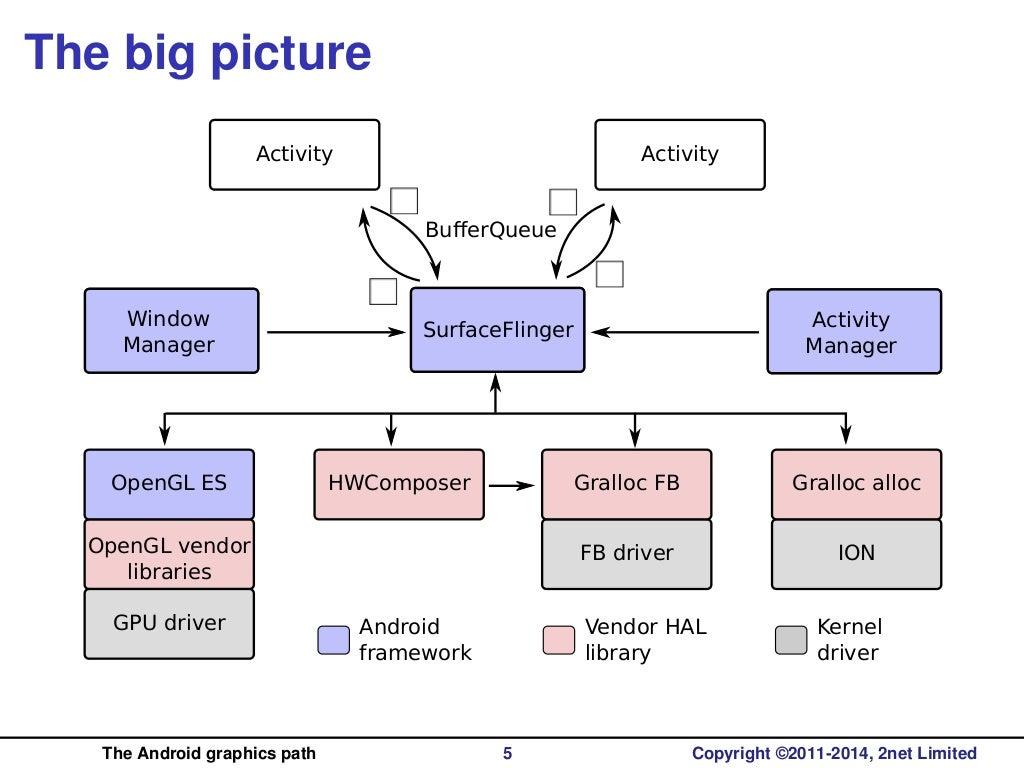 The big picture
Activity
Activity
BufferQueue
Window
Manager
SurfaceFlinger
Activity
Manager
OpenGL ES
HWComposer
Gralloc FB
Gralloc alloc
OpenGL vendor
libraries
FB driver
ION
GPU driver
Android
framework
Vendor HAL
library
Kernel
driver
The Android graphics path
5
Copyright ©2011-2014, 2net Limited